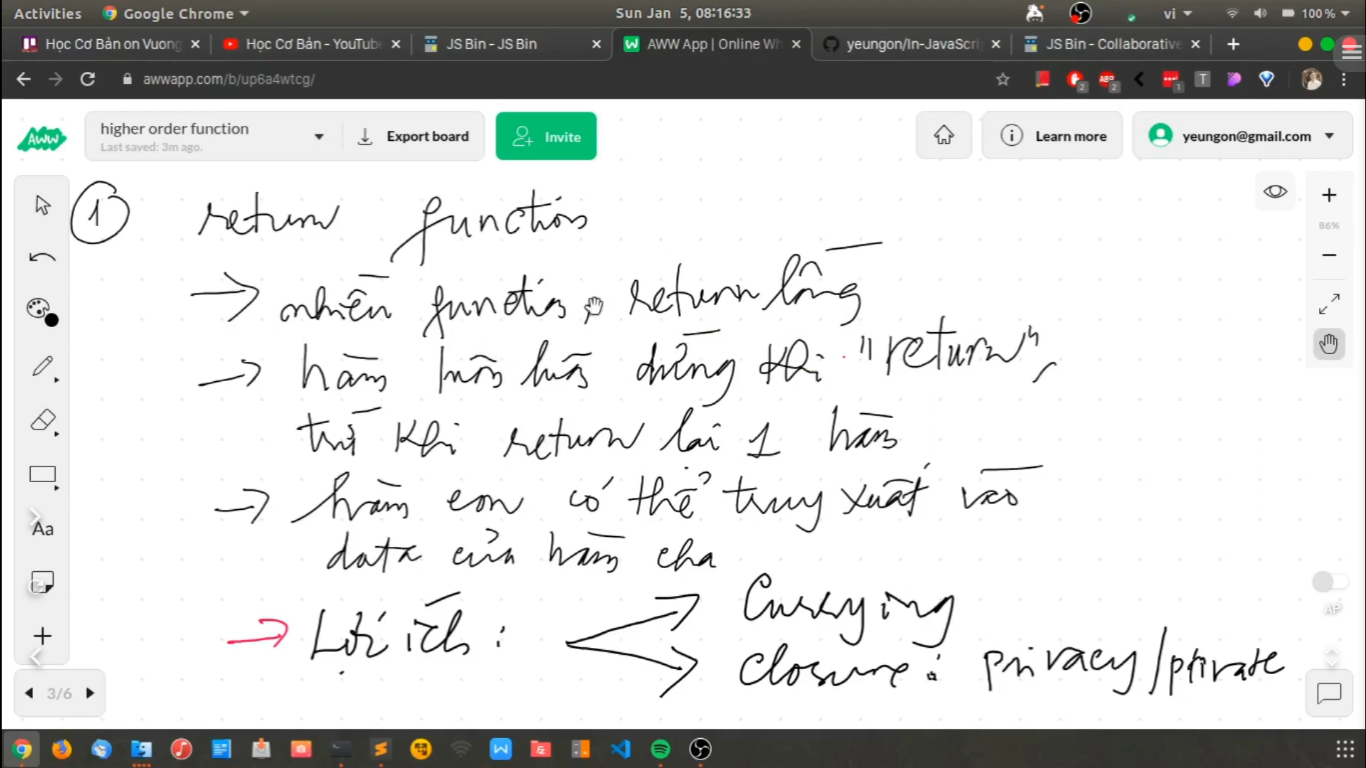 Activities Google Chrome Sun Jan 5, 08:16:33 vi 100 %
Học Cơ Bản on Vuong Học Cơ Bản - YouTube JS Bin - JS Bin AWW App | Online Wh yeungon/In-JavaScri JS Bin - Collaborative
awwapp.com/b/up6a4wtcg/
AWW higher order function Export board Invite Learn more yeungon@gmail.com
Last saved: 3m ago.
1 return function
→ nhiều function, return lồng
86%
→ hàm luôn luôn dừng khi "return",
trừ khi return lại 1 hàm
→ hàm con có thể truy xuất vào
Aa
data của hàm cha
AP
→ Lợi ích : Currying
closure : privacy/private
3/6